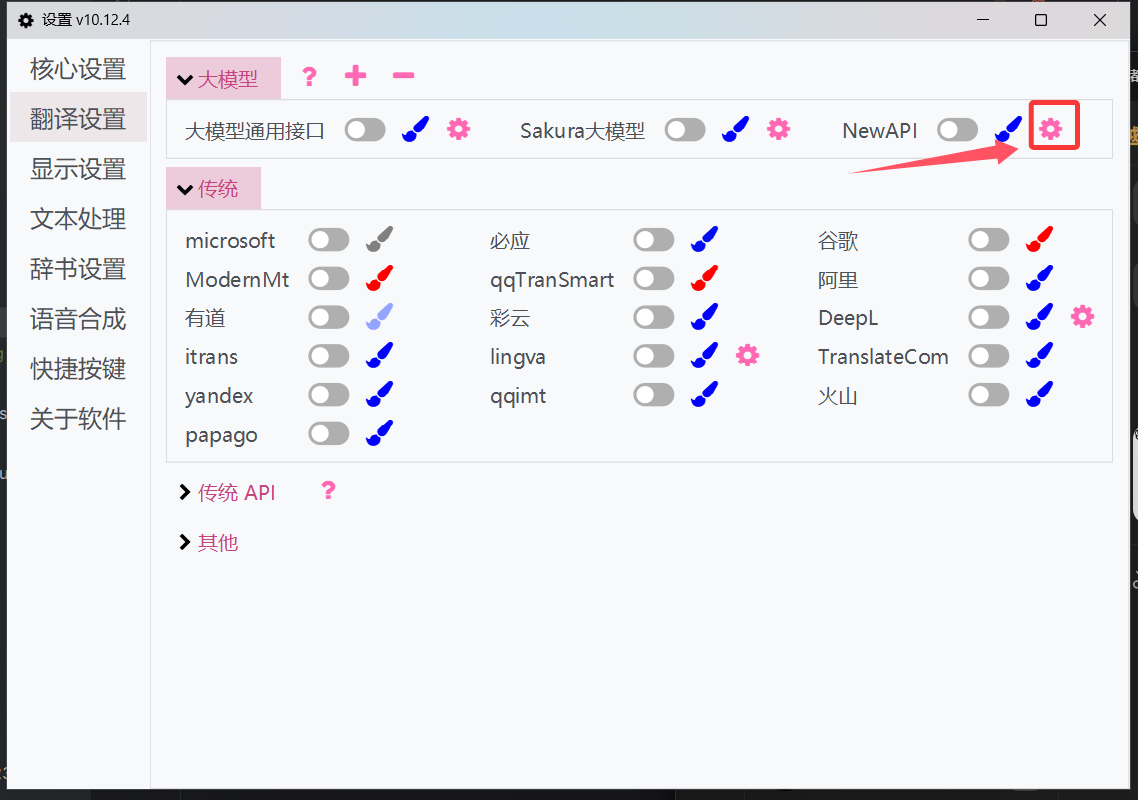 设置 v10.12.4
核心设置
翻译设置
显示设置
文本处理
辞书设置
语音合成
快捷按键
关于软件
大模型
大模型通用接口 Sakura大模型 NewAPI
传统
microsoft 必应 谷歌
ModernMt qqTranSmart 阿里
有道 彩云 DeepL
itrans lingva TranslateCom
yandex qqimt 火山
papago
传统 API
其他